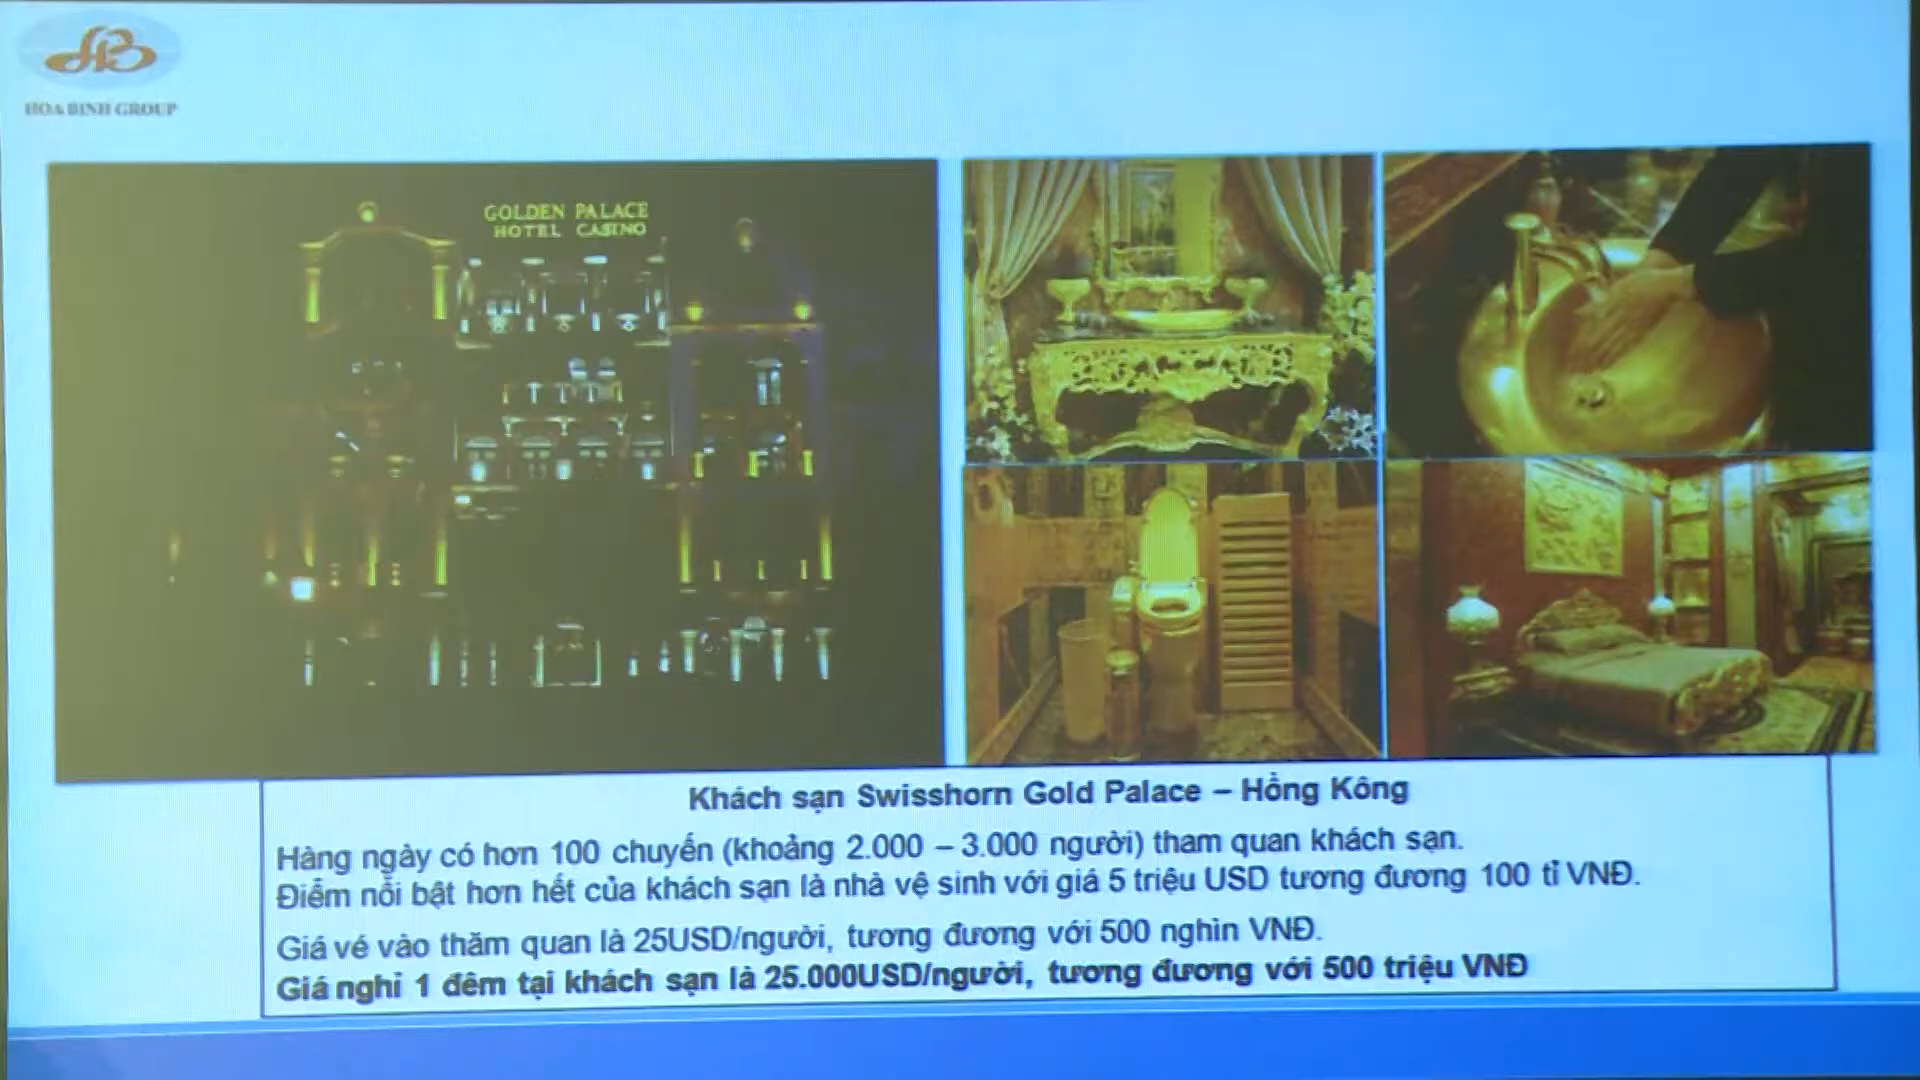 HOA BINH GROUP
GOLDEN PALACE
HOTEL CASINO
Khách sạn Swisshorn Gold Palace – Hồng Kông
Hàng ngày có hơn 100 chuyến (khoảng 2.000 – 3.000 người) tham quan khách sạn.
Điểm nổi bật hơn hết của khách sạn là nhà vệ sinh với giá 5 triệu USD tương đương 100 tỉ VNĐ.
Giá vé vào thăm quan là 25USD/người, tương đương với 500 nghìn VNĐ.
Giá nghỉ 1 đêm tại khách sạn là 25.000USD/người, tương đương với 500 triệu VNĐ